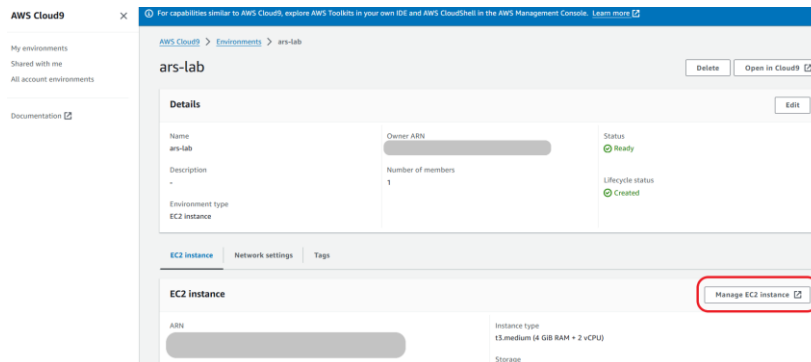 AWS Cloud9
For capabilities similar to AWS Cloud9, explore AWS Toolkits in your own IDE and AWS CloudShell in the AWS Management Console. Learn more
My environments
Shared with me
All account environments
Documentation
AWS Cloud9 > Environments > ars-lab
ars-lab
Delete
Open in Cloud9
Details
Edit
Name
ars-lab
Description
-
Environment type
EC2 instance
Owner ARN
Number of members
1
Status
Ready
Lifecycle status
Created
EC2 instance
Network settings
Tags
EC2 instance
Manage EC2 instance
ARN
Instance type
t3.medium (4 GiB RAM + 2 vCPU)
Storage